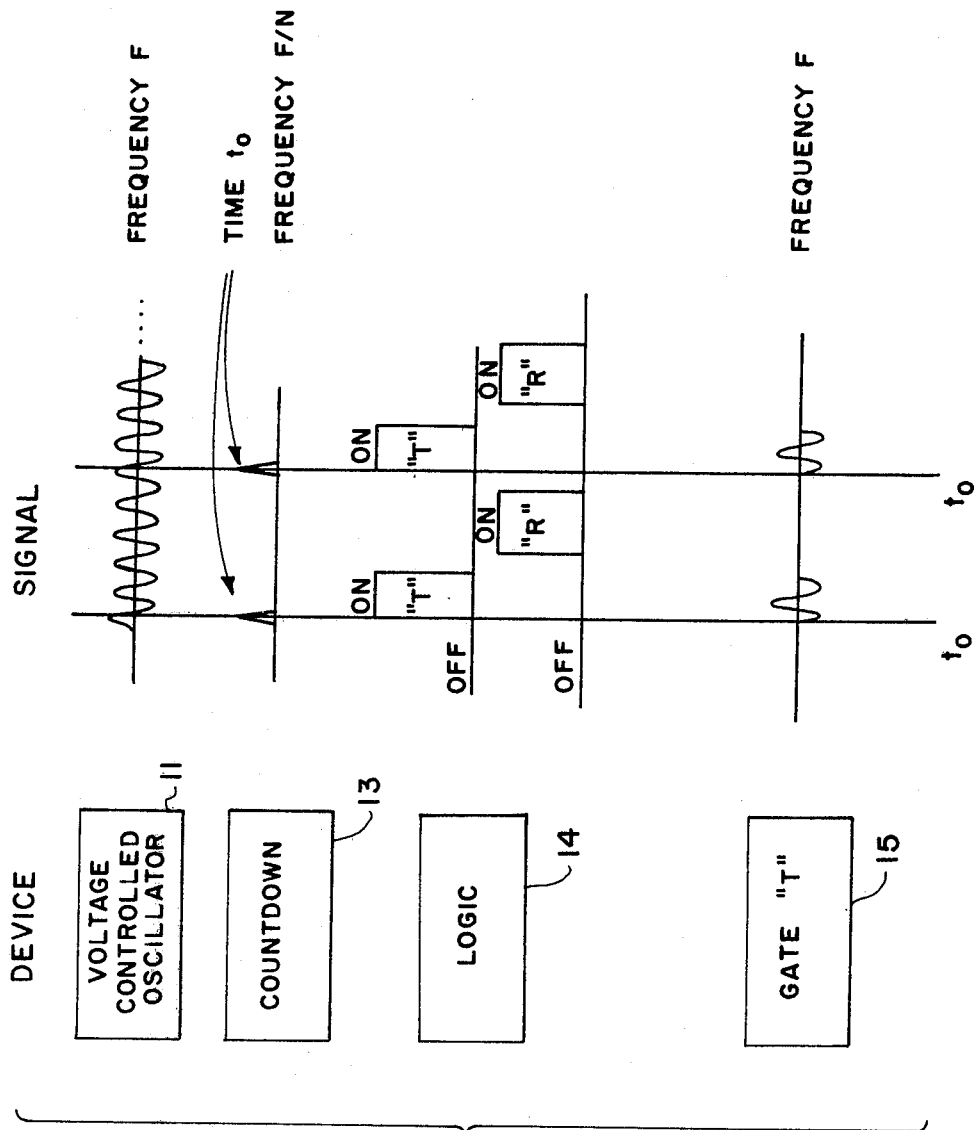 DEVICE
SIGNAL
VOLTAGE
CONTROLLED
OSCILLATOR
11
FREQUENCY F
COUNTDOWN
13
TIME t₀
FREQUENCY F/N
LOGIC
14
ON
"T"
ON
"T"
OFF
ON
"R"
ON
"R"
OFF
GATE "T"
15
FREQUENCY F
t₀
t₀